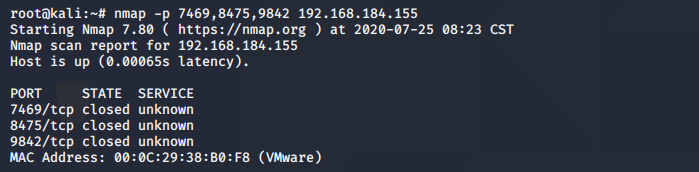 root@kali:~# nmap -p 7469,8475,9842 192.168.184.155
Starting Nmap 7.80 ( https://nmap.org ) at 2020-07-25 08:23 CST
Nmap scan report for 192.168.184.155
Host is up (0.00065s latency).
PORT     STATE  SERVICE
7469/tcp closed unknown
8475/tcp closed unknown
9842/tcp closed unknown
MAC Address: 00:0C:29:38:B0:F8 (VMware)